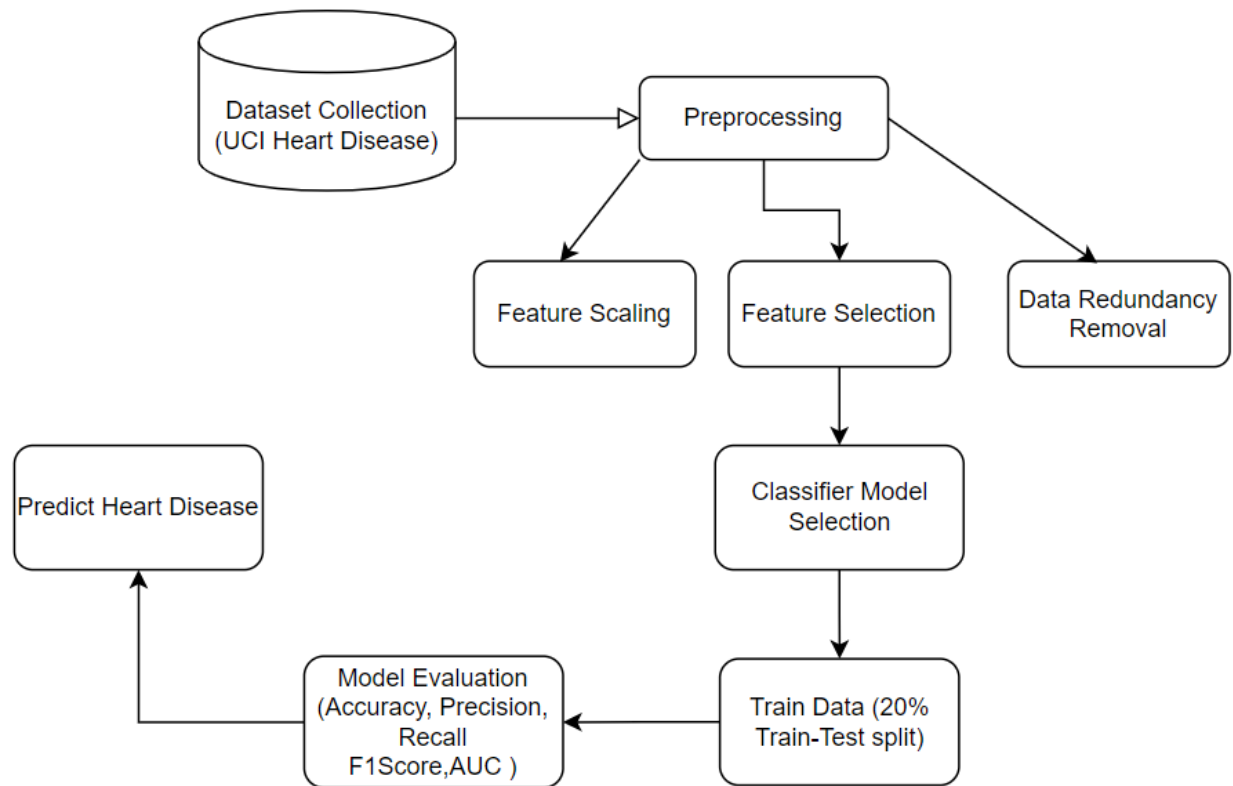 Dataset Collection
(UCI Heart Disease)
Preprocessing
Feature Scaling
Feature Selection
Data Redundancy
Removal
Classifier Model
Selection
Predict Heart Disease
Model Evaluation
(Accuracy, Precision,
Recall
F1Score,AUC )
Train Data (20%
Train-Test split)